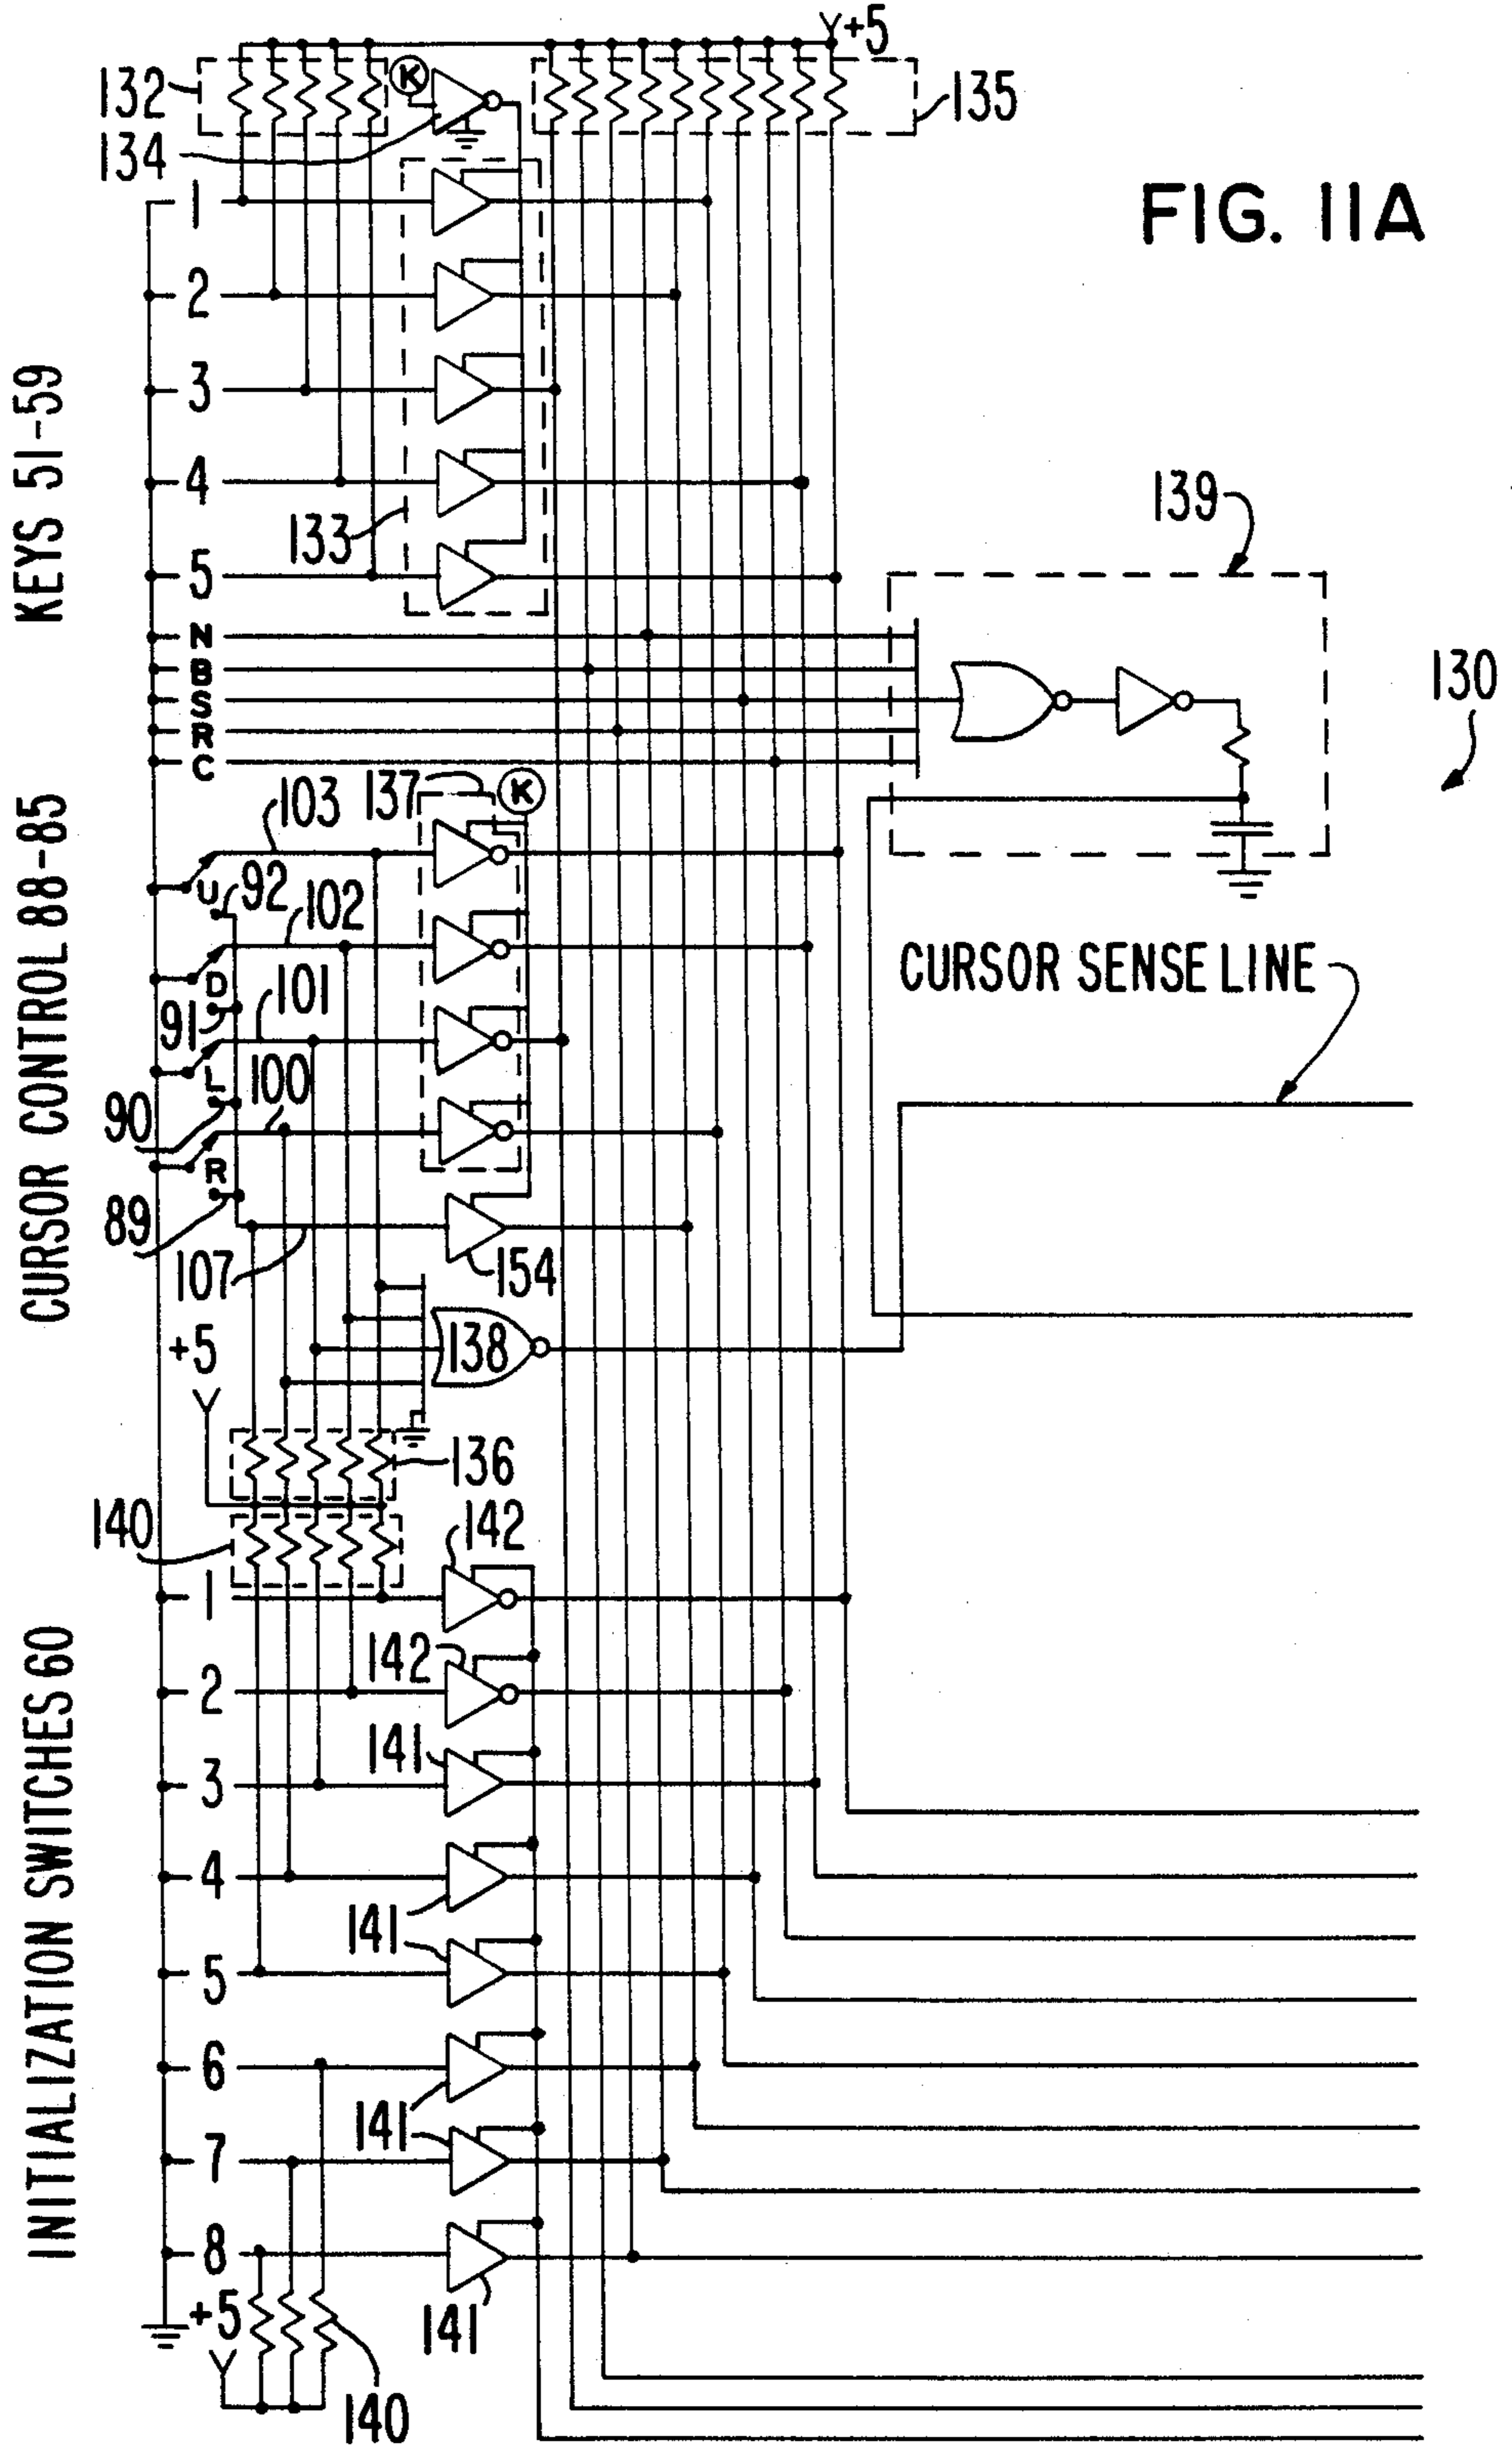 +5
132
K
135
134
1
FIG. 11A
2
KEYS 51-59
3
4
139
133
5
N
B
S
R
C
130
137
K
103
CURSOR CONTROL 88-85
U
92
102
CURSOR SENSE LINE
D
91
101
L
100
90
R
89
107
154
138
+5
136
140
142
1
INITIALIZATION SWITCHES 60
142
2
141
3
4
141
5
6
141
7
8
+5
141
140